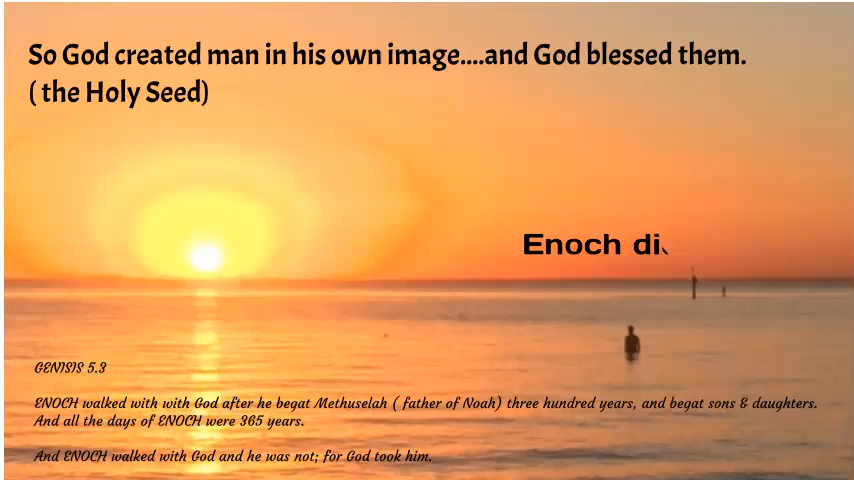 So God created man in his own image....and God blessed them.
( the Holy Seed)
Enoch
GENISIS 5.3
ENOCH walked with with God after he begat Methuselah ( father of Noah) three hundred years, and begat sons & daughters.
And all the days of ENOCH were 365 years.
And ENOCH walked with God and he was not; for God took him.